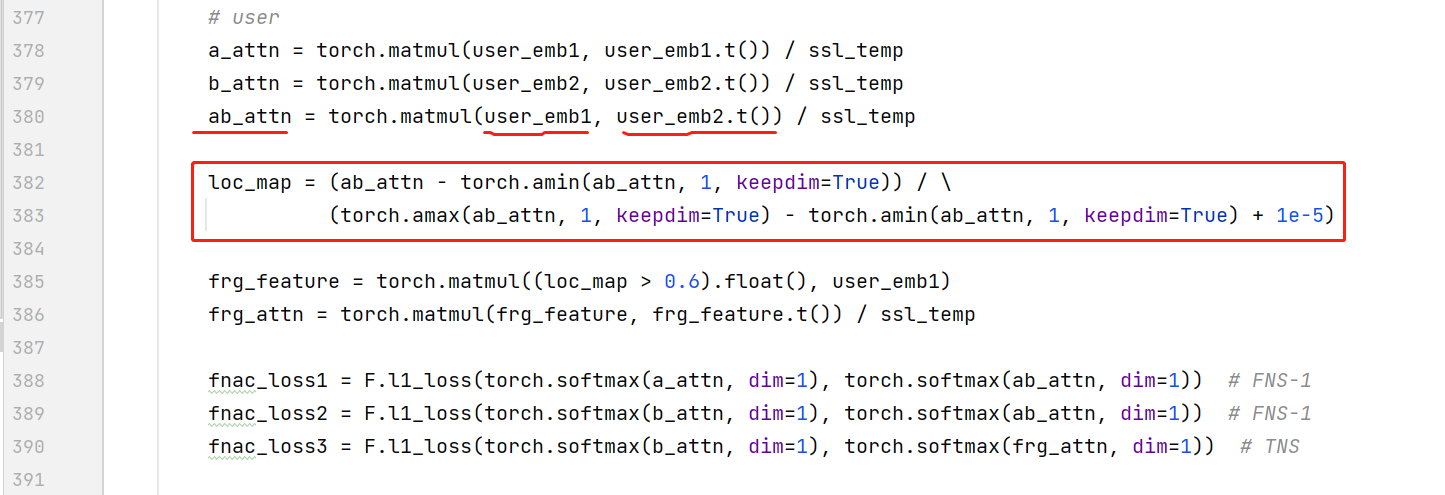 377 # user
378 a_attn = torch.matmul(user_emb1, user_emb1.t()) / ssl_temp
379 b_attn = torch.matmul(user_emb2, user_emb2.t()) / ssl_temp
380 ab_attn = torch.matmul(user_emb1, user_emb2.t()) / ssl_temp
381
382 loc_map = (ab_attn - torch.amin(ab_attn, 1, keepdim=True)) / \
383 (torch.amax(ab_attn, 1, keepdim=True) - torch.amin(ab_attn, 1, keepdim=True) + 1e-5)
384
385 frg_feature = torch.matmul((loc_map > 0.6).float(), user_emb1)
386 frg_attn = torch.matmul(frg_feature, frg_feature.t()) / ssl_temp
387
388 fnac_loss1 = F.l1_loss(torch.softmax(a_attn, dim=1), torch.softmax(ab_attn, dim=1)) # FNS-1
389 fnac_loss2 = F.l1_loss(torch.softmax(b_attn, dim=1), torch.softmax(ab_attn, dim=1)) # FNS-1
390 fnac_loss3 = F.l1_loss(torch.softmax(b_attn, dim=1), torch.softmax(frg_attn, dim=1)) # TNS
391